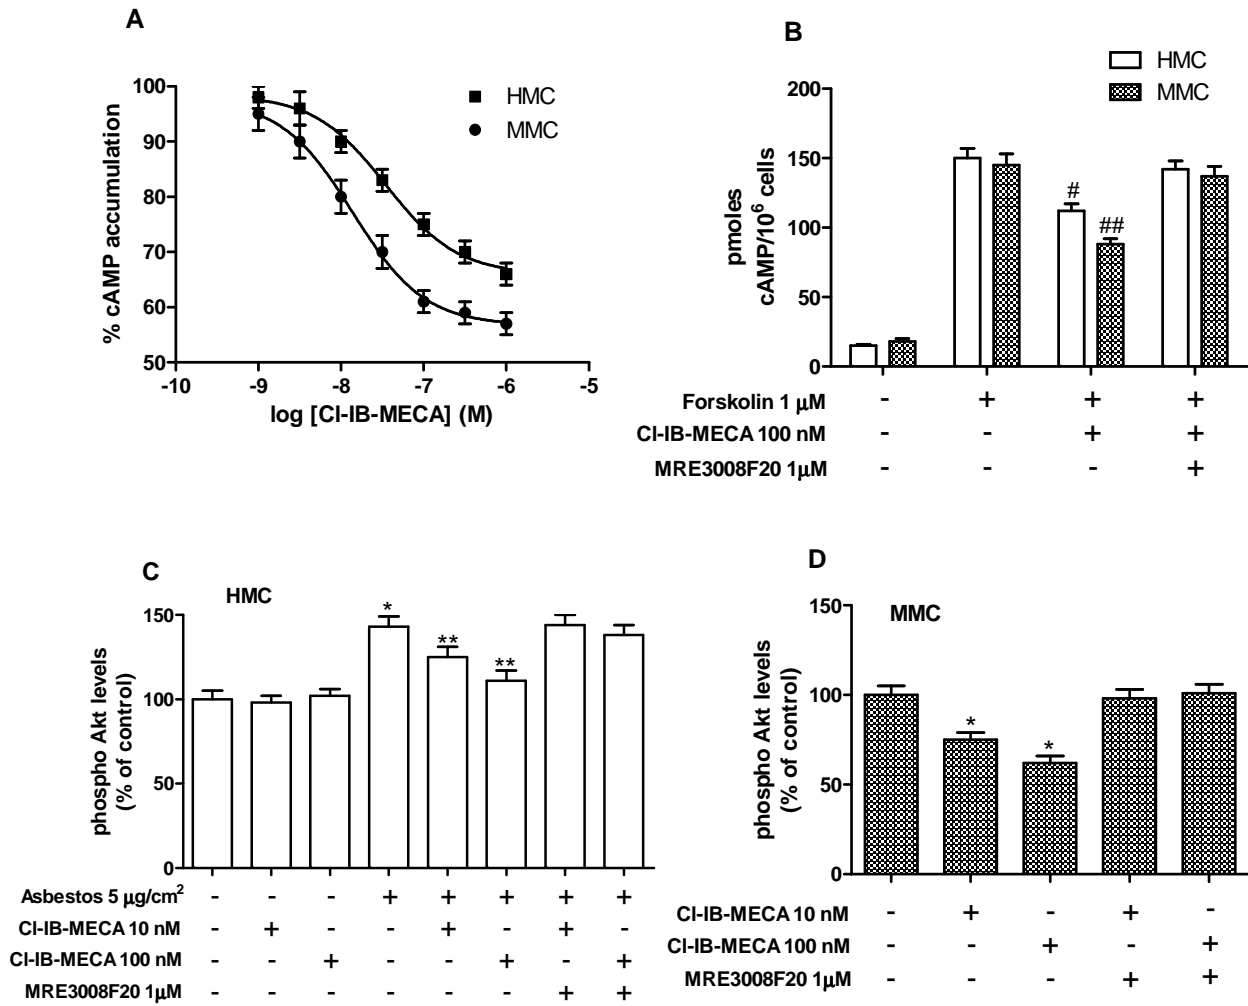 A
% cAMP accumulation
100
90
80
70
60
50
-10 -9 -8 -7 -6 -5
log [Cl-IB-MECA] (M)
HMC
MMC
B
HMC
MMC
pmoles
cAMP/10⁶ cells
200
150
100
50
0
#
##
Forskolin 1 μM - + + +
Cl-IB-MECA 100 nM - - + +
MRE3008F20 1μM - - - +
C
HMC
phospho Akt levels
(% of control)
150
100
50
0
*
**
**
Asbestos 5 μg/cm² - - - + + + + +
Cl-IB-MECA 10 nM - + - - + - + -
Cl-IB-MECA 100 nM - - + - - + - +
MRE3008F20 1μM - - - - - - + +
D
MMC
phospho Akt levels
(% of control)
150
100
50
0
*
*
Cl-IB-MECA 10 nM - + - + -
Cl-IB-MECA 100 nM - - + - +
MRE3008F20 1μM - - - + +